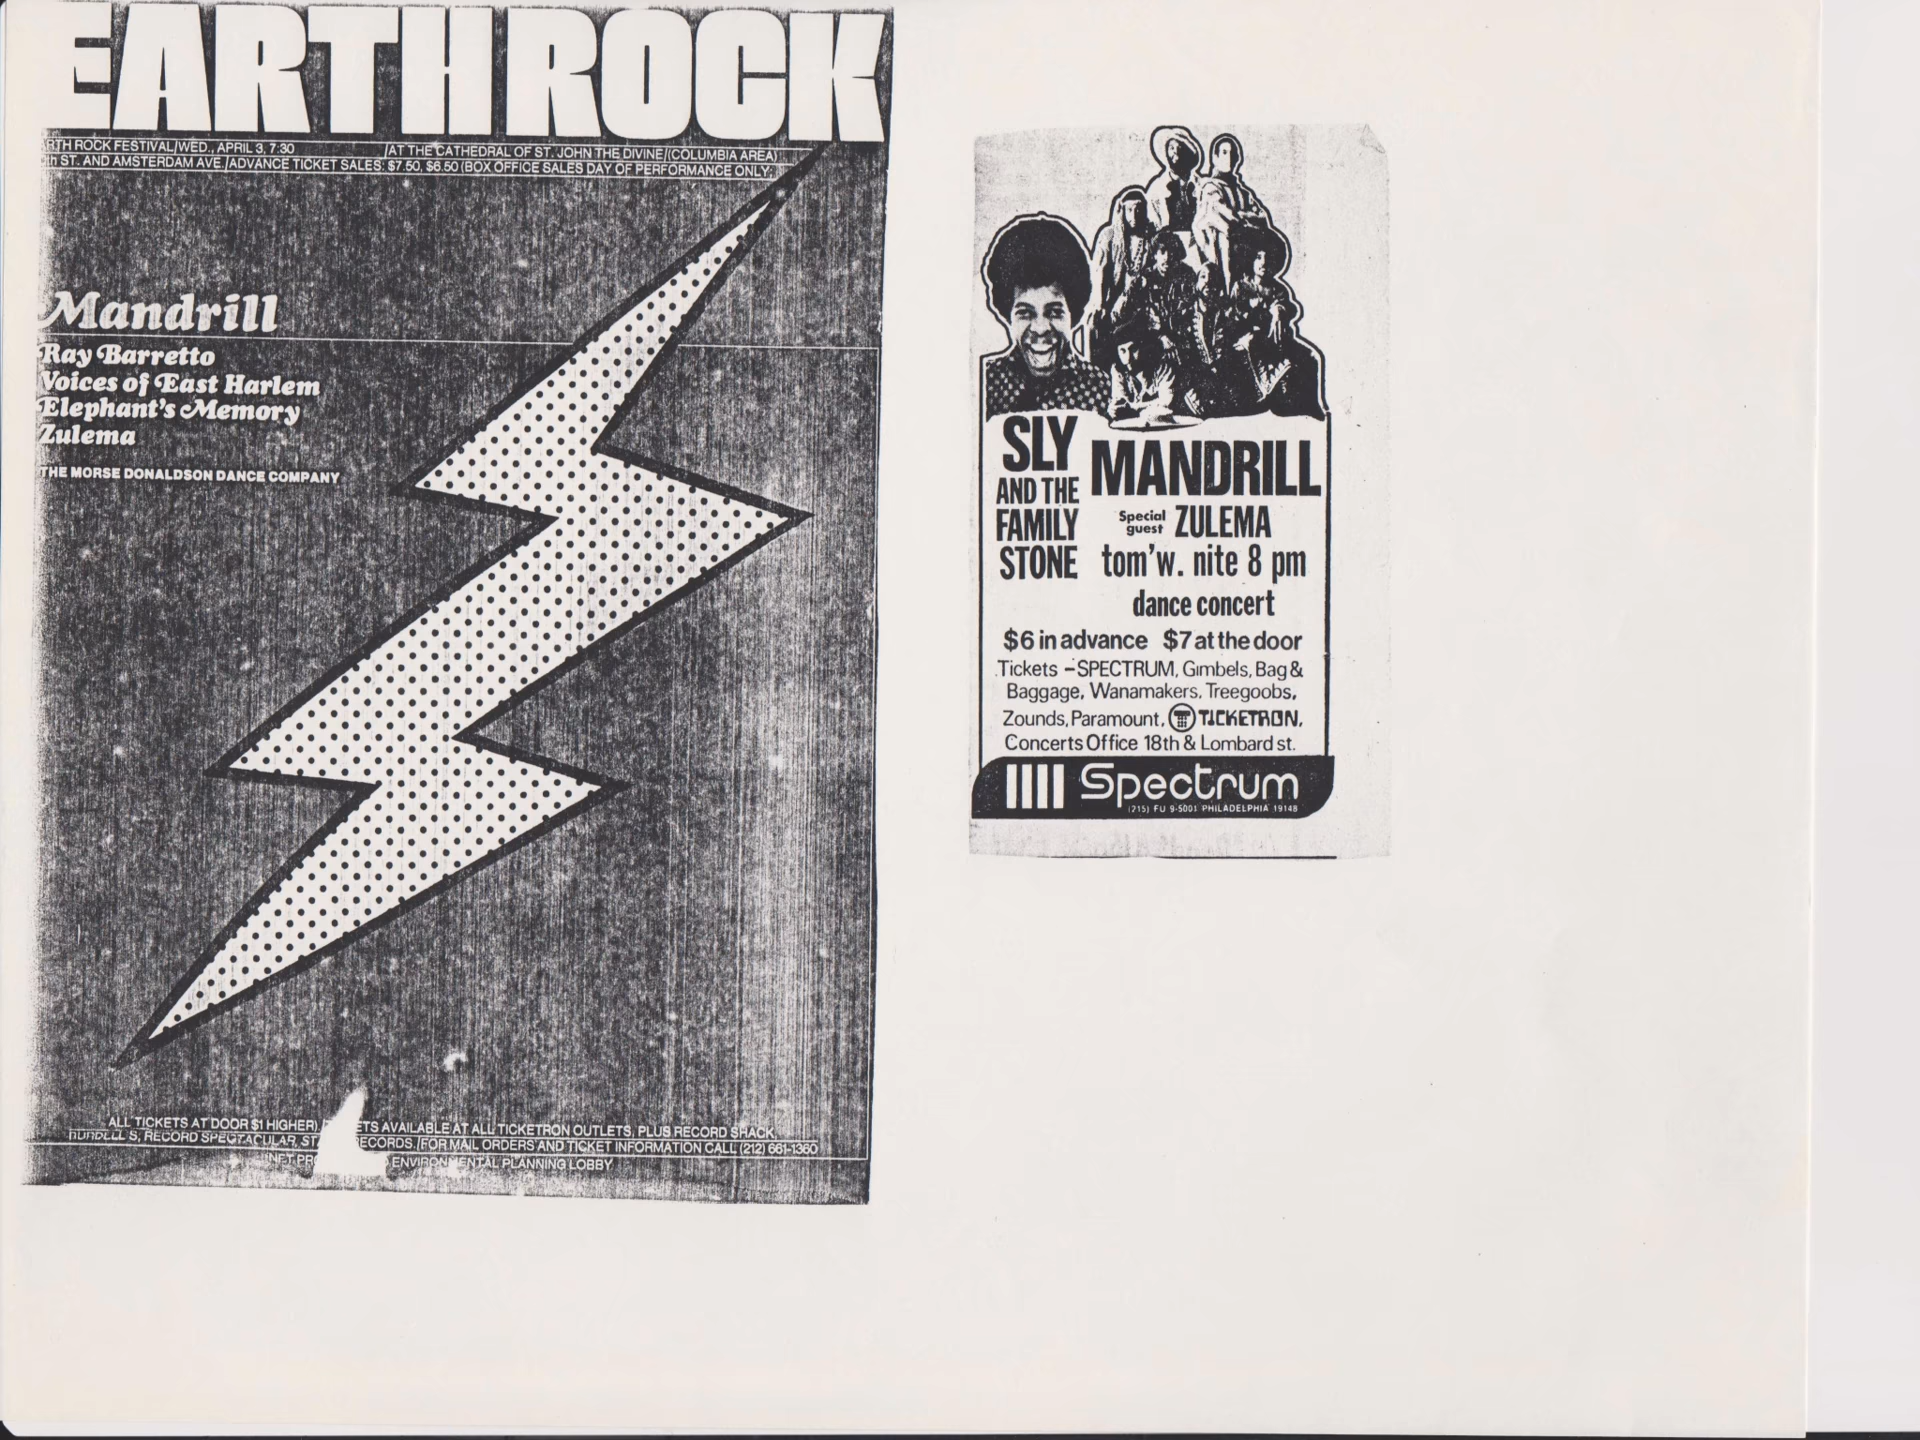 EARTH ROCK
RTH ROCK FESTIVAL/WED., APRIL 3, 7:30 /AT THE CATHEDRAL OF ST. JOHN THE DIVINE/(COLUMBIA AREA)
th ST. AND AMSTERDAM AVE./ADVANCE TICKET SALES: $7.50, $6.50 (BOX OFFICE SALES DAY OF PERFORMANCE ONLY,
Mandrill
Ray Barretto
Voices of East Harlem
Elephant's Memory
Zulema
THE MORSE DONALDSON DANCE COMPANY
ALL TICKETS AT DOOR $1 HIGHER) / ETS AVAILABLE AT ALL TICKETRON OUTLETS, PLUS RECORD SHACK,
S, RECORD SPECTACULAR, ST ECORDS. /FOR MAIL ORDERS AND TICKET INFORMATION CALL (212) 661-1360
ENVIRONMENTAL PLANNING LOBBY
SLY
AND THE
FAMILY
STONE
MANDRILL
Special guest ZULEMA
tom'w. nite 8 pm
dance concert
$6 in advance $7 at the door
Tickets – SPECTRUM, Gimbels, Bag &
Baggage, Wanamakers, Treegoobs,
Zounds, Paramount, TICKETRON,
Concerts Office 18th & Lombard st.
Spectrum
(215) FU 9-5001 PHILADELPHIA 19148